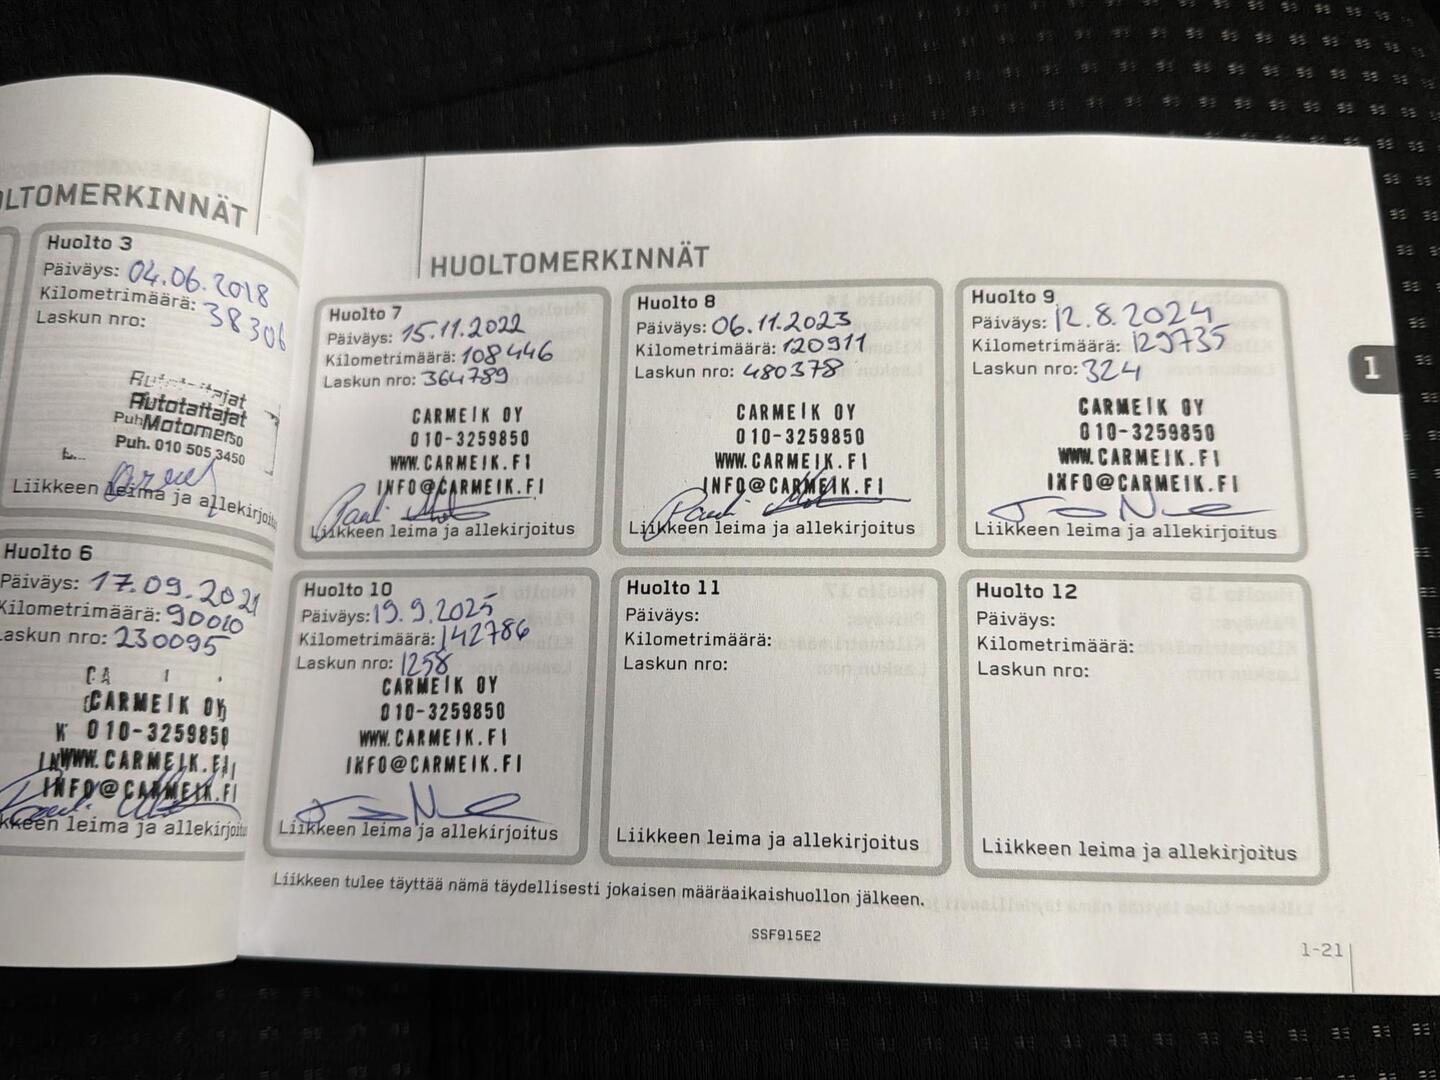 OLTOMERKINNÄT
Huolto 3
Päiväys: 04.06.2018
Kilometrimäärä: 38306
Laskun nro:
Autotaitajat
Motomer
Puh. 010 505 3450
Liikkeen leima ja allekirjoit
Huolto 6
Päiväys: 17.09.2021
Kilometrimäärä: 90010
Laskun nro: 230095
CARMEIK OY
010-3259850
WWW.CARMEIK.FI
INFO@CARMEIK.FI
kkeen leima ja allekirjoit
HUOLTOMERKINNÄT
Huolto 7
Päiväys: 15.11.2022
Kilometrimäärä: 108446
Laskun nro: 364789
CARMEIK OY
010-3259850
WWW.CARMEIK.FI
INFO@CARMEIK.FI
Liikkeen leima ja allekirjoitus
Huolto 8
Päiväys: 06.11.2023
Kilometrimäärä: 120911
Laskun nro: 480378
CARMEIK OY
010-3259850
WWW.CARMEIK.FI
INFO@CARMEIK.FI
Liikkeen leima ja allekirjoitus
Huolto 9
Päiväys: 12.8.2024
Kilometrimäärä: 129735
Laskun nro: 324
CARMEIK OY
010-3259850
WWW.CARMEIK.FI
INFO@CARMEIK.FI
Liikkeen leima ja allekirjoitus
Huolto 10
Päiväys: 19.9.2025
Kilometrimäärä: 142786
Laskun nro: 1258
CARMEIK OY
010-3259850
WWW.CARMEIK.FI
INFO@CARMEIK.FI
Liikkeen leima ja allekirjoitus
Huolto 11
Päiväys:
Kilometrimäärä:
Laskun nro:
Liikkeen leima ja allekirjoitus
Huolto 12
Päiväys:
Kilometrimäärä:
Laskun nro:
Liikkeen leima ja allekirjoitus
Liikkeen tulee täyttää nämä täydellisesti jokaisen määräaikaishuollon jälkeen.
SSF915E2
1-21
1